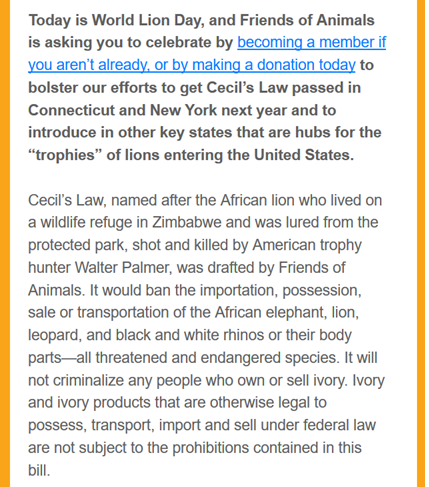 Today is World Lion Day, and Friends of Animals
is asking you to celebrate by becoming a member if
you aren’t already, or by making a donation today to
bolster our efforts to get Cecil’s Law passed in
Connecticut and New York next year and to
introduce in other key states that are hubs for the
“trophies” of lions entering the United States.
Cecil’s Law, named after the African lion who lived on
a wildlife refuge in Zimbabwe and was lured from the
protected park, shot and killed by American trophy
hunter Walter Palmer, was drafted by Friends of
Animals. It would ban the importation, possession,
sale or transportation of the African elephant, lion,
leopard, and black and white rhinos or their body
parts—all threatened and endangered species. It will
not criminalize any people who own or sell ivory. Ivory
and ivory products that are otherwise legal to
possess, transport, import and sell under federal law
are not subject to the prohibitions contained in this
bill.